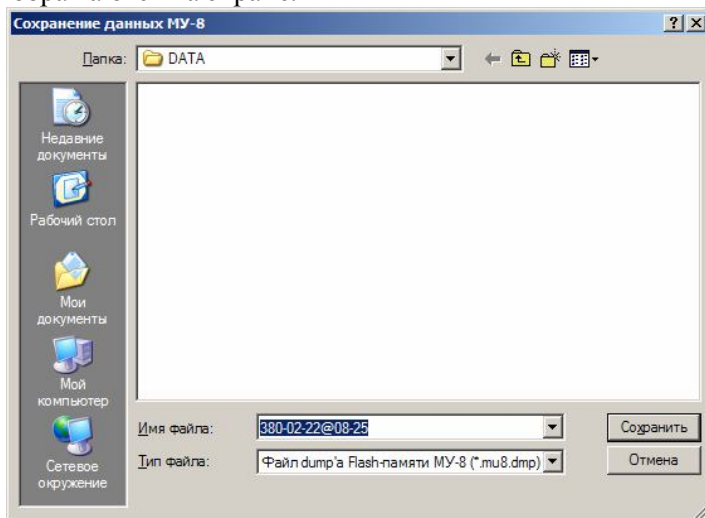 Сохранение данных МУ-8
Папка: DATA
Недавние
документы
Рабочий стол
Мои
документы
Мой
компьютер
Сетевое
окружение
Имя файла: 380-02-22@08-25 Сохранить
Тип файла: Файл dump'а Flash-памяти МУ-8 (*.mu8.dmp) Отмена